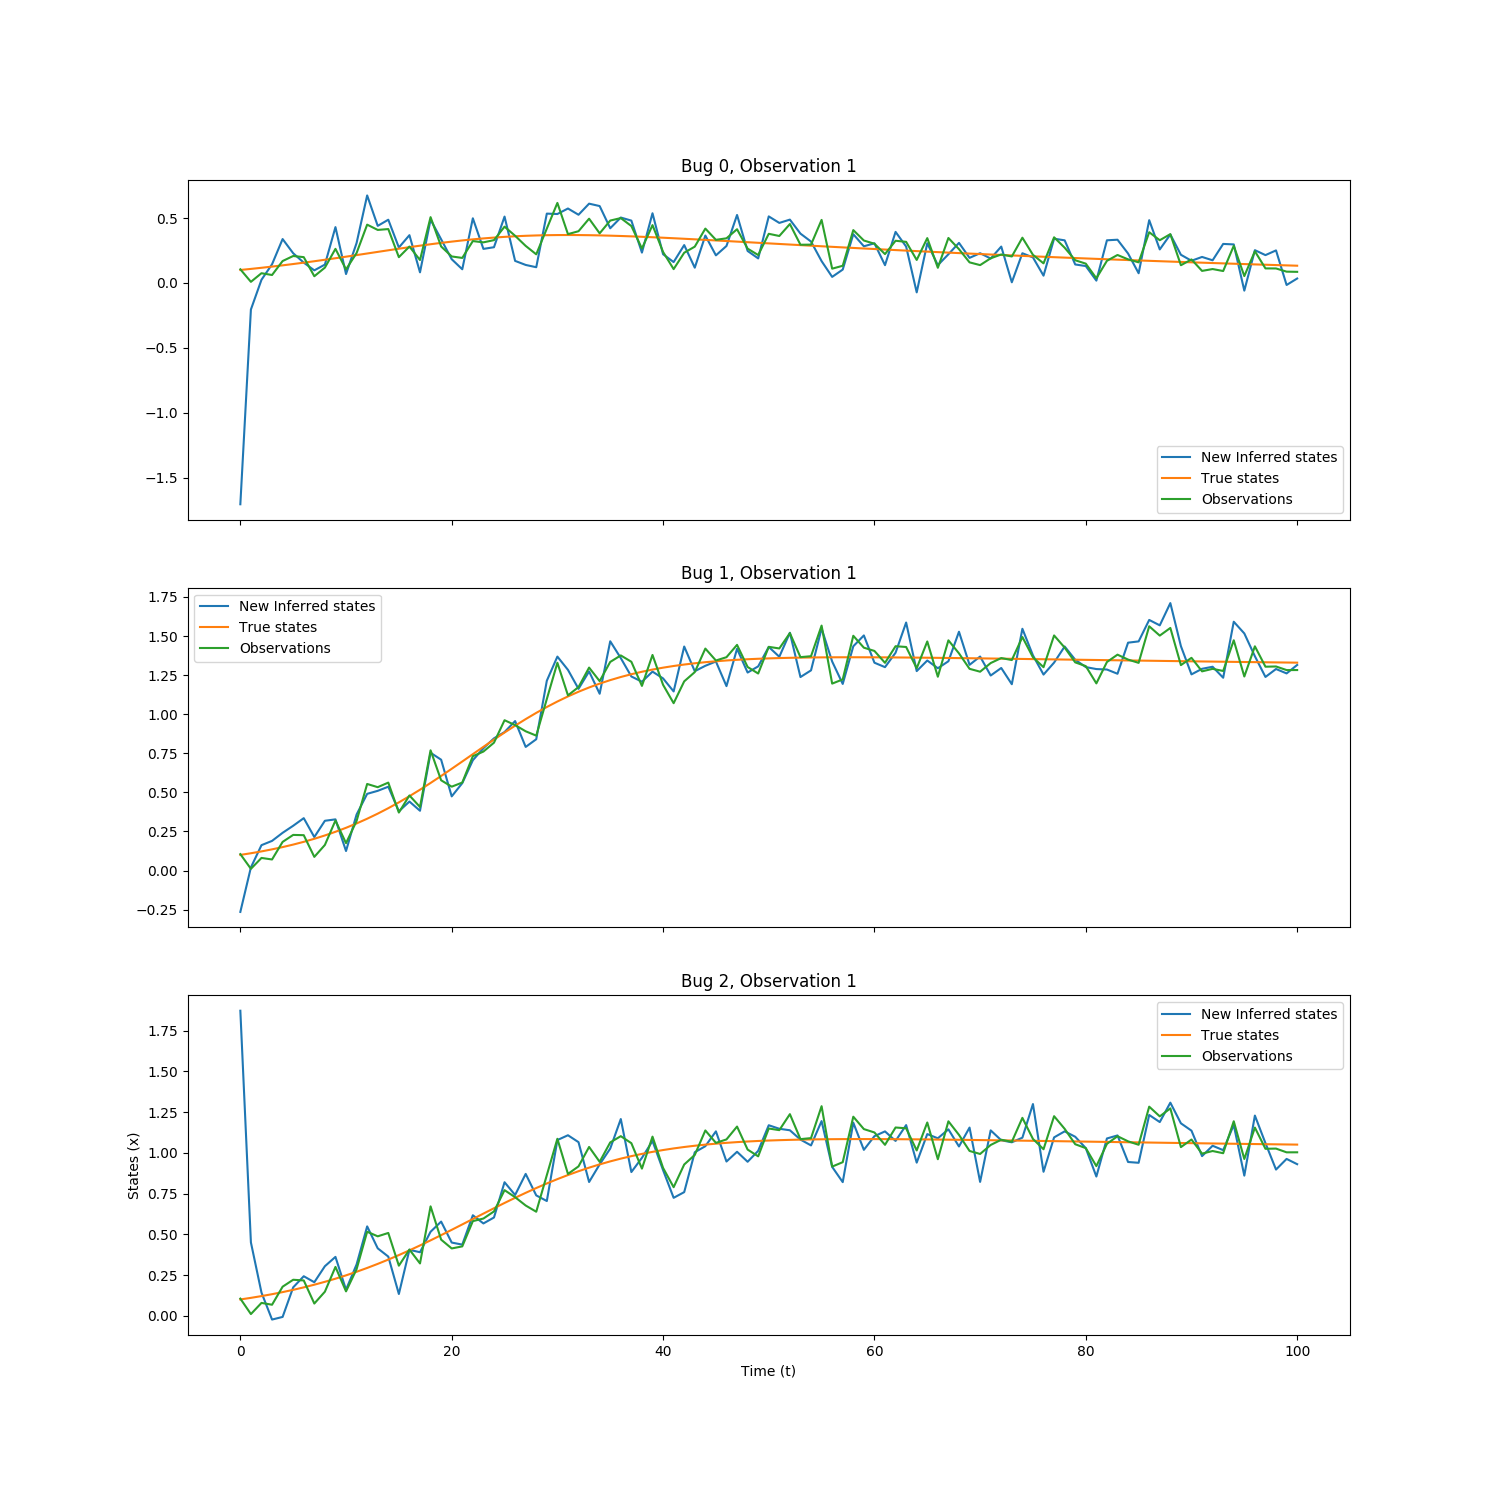 Bug 0, Observation 1
0.5
0.0
−0.5
−1.0
−1.5
New Inferred states
True states
Observations
Bug 1, Observation 1
1.75
1.50
1.25
1.00
0.75
0.50
0.25
0.00
−0.25
New Inferred states
True states
Observations
Bug 2, Observation 1
States (x)
1.75
1.50
1.25
1.00
0.75
0.50
0.25
0.00
New Inferred states
True states
Observations
0 20 40 60 80 100
Time (t)